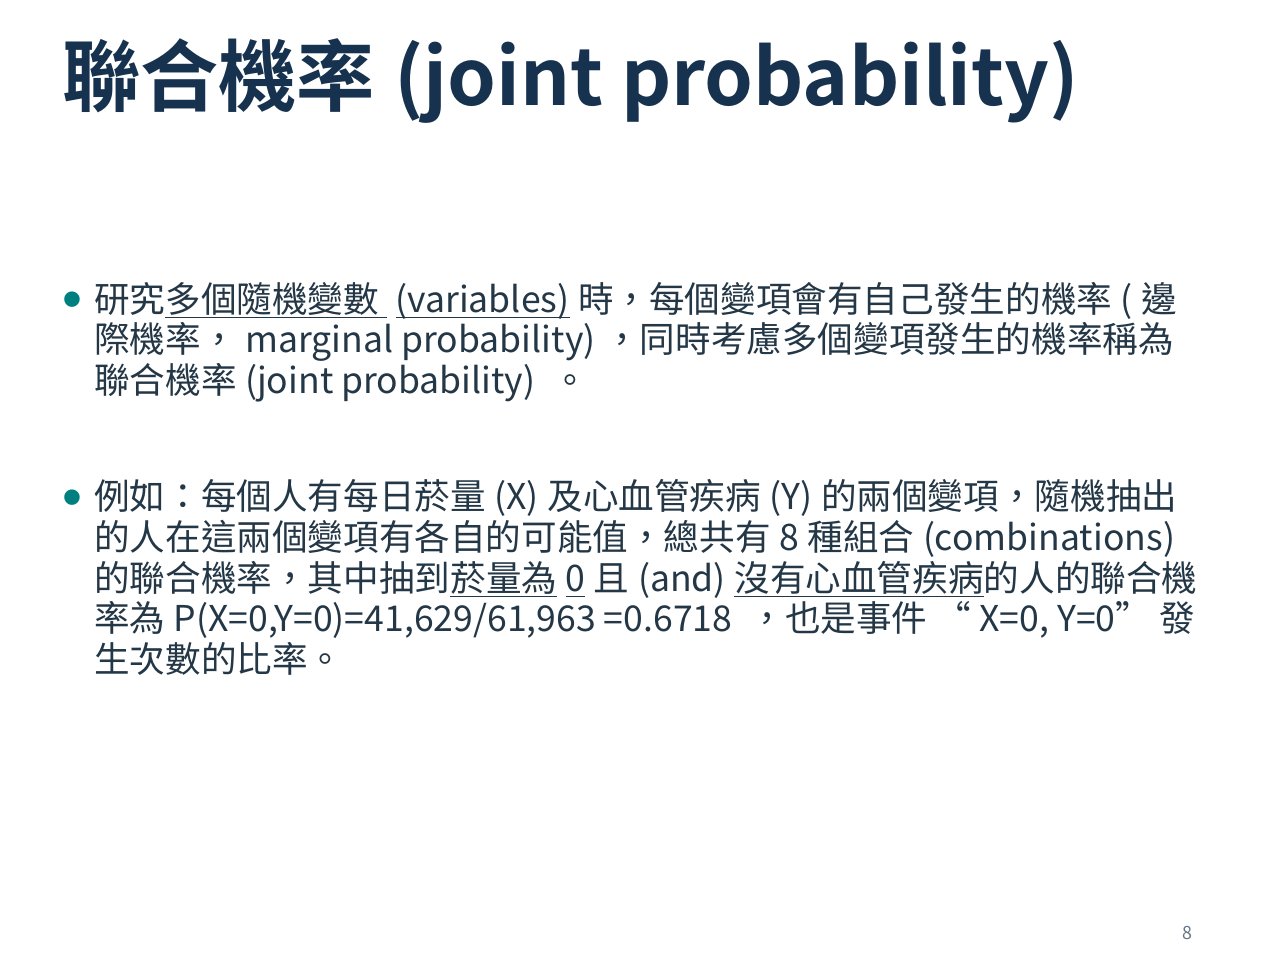 聯合機率 (joint probability)
• 研究多個隨機變數 (variables) 時，每個變項會有自己發生的機率 ( 邊
際機率， marginal probability) ，同時考慮多個變項發生的機率稱為
聯合機率 (joint probability) 。
• 例如：每個人有每日菸量 (X) 及心血管疾病 (Y) 的兩個變項，隨機抽出
的人在這兩個變項有各自的可能值，總共有 8 種組合 (combinations)
的聯合機率，其中抽到菸量為 0 且 (and) 沒有心血管疾病的人的聯合機
率為 P(X=0,Y=0)=41,629/61,963 =0.6718 ，也是事件 “ X=0, Y=0” 發
生次數的比率。
8